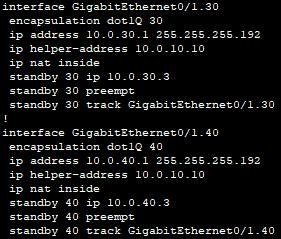 interface GigabitEthernet0/1.30
 encapsulation dot1Q 30
 ip address 10.0.30.1 255.255.255.192
 ip helper-address 10.0.10.10
 ip nat inside
 standby 30 ip 10.0.30.3
 standby 30 preempt
 standby 30 track GigabitEthernet0/1.30
!
interface GigabitEthernet0/1.40
 encapsulation dot1Q 40
 ip address 10.0.40.1 255.255.255.192
 ip helper-address 10.0.10.10
 ip nat inside
 standby 40 ip 10.0.40.3
 standby 40 preempt
 standby 40 track GigabitEthernet0/1.40